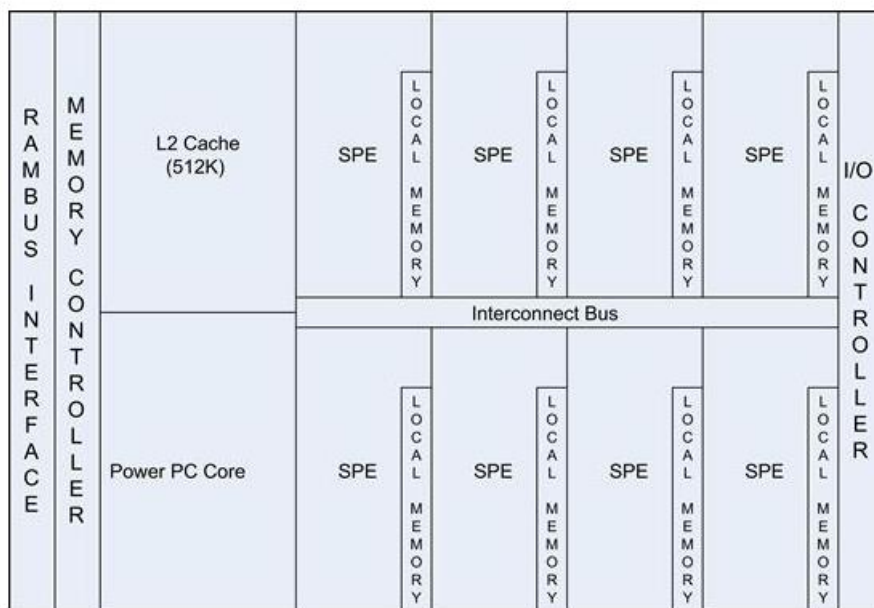 RAMBUS INTERFACE
MEMORY CONTROLLER
L2 Cache
(512K)
SPE
LOCAL MEMORY
SPE
LOCAL MEMORY
SPE
LOCAL MEMORY
SPE
LOCAL MEMORY
I/O CONTROLLER
Interconnect Bus
Power PC Core
SPE
LOCAL MEMORY
SPE
LOCAL MEMORY
SPE
LOCAL MEMORY
SPE
LOCAL MEMORY